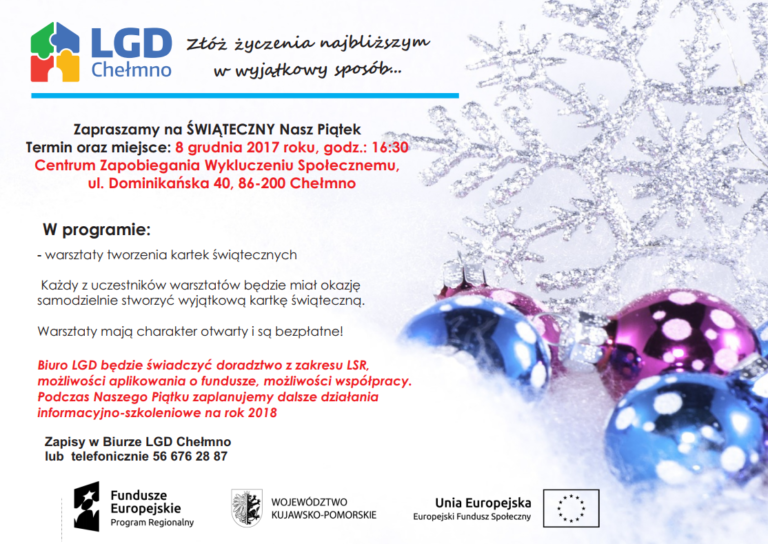 LGD
Chełmno
Złóż życzenia najbliższym
w wyjątkowy sposób...
Zapraszamy na ŚWIĄTECZNY Nasz Piątek
Termin oraz miejsce: 8 grudnia 2017 roku, godz.: 16:30
Centrum Zapobiegania Wykluczeniu Społecznemu,
ul. Dominikańska 40, 86-200 Chełmno
W programie:
- warsztaty tworzenia kartek świątecznych
Każdy z uczestników warsztatów będzie miał okazję
samodzielnie stworzyć wyjątkową kartkę świąteczną.
Warsztaty mają charakter otwarty i są bezpłatne!
Biuro LGD będzie świadczyć doradztwo z zakresu LSR,
możliwości aplikowania o fundusze, możliwości współpracy.
Podczas Naszego Piątku zaplanujemy dalsze działania
informacyjno-szkoleniowe na rok 2018
Zapisy w Biurze LGD Chełmno
lub telefonicznie 56 676 28 87
Fundusze
Europejskie
Program Regionalny
WOJEWÓDZTWO
KUJAWSKO-POMORSKIE
Unia Europejska
Europejski Fundusz Społeczny